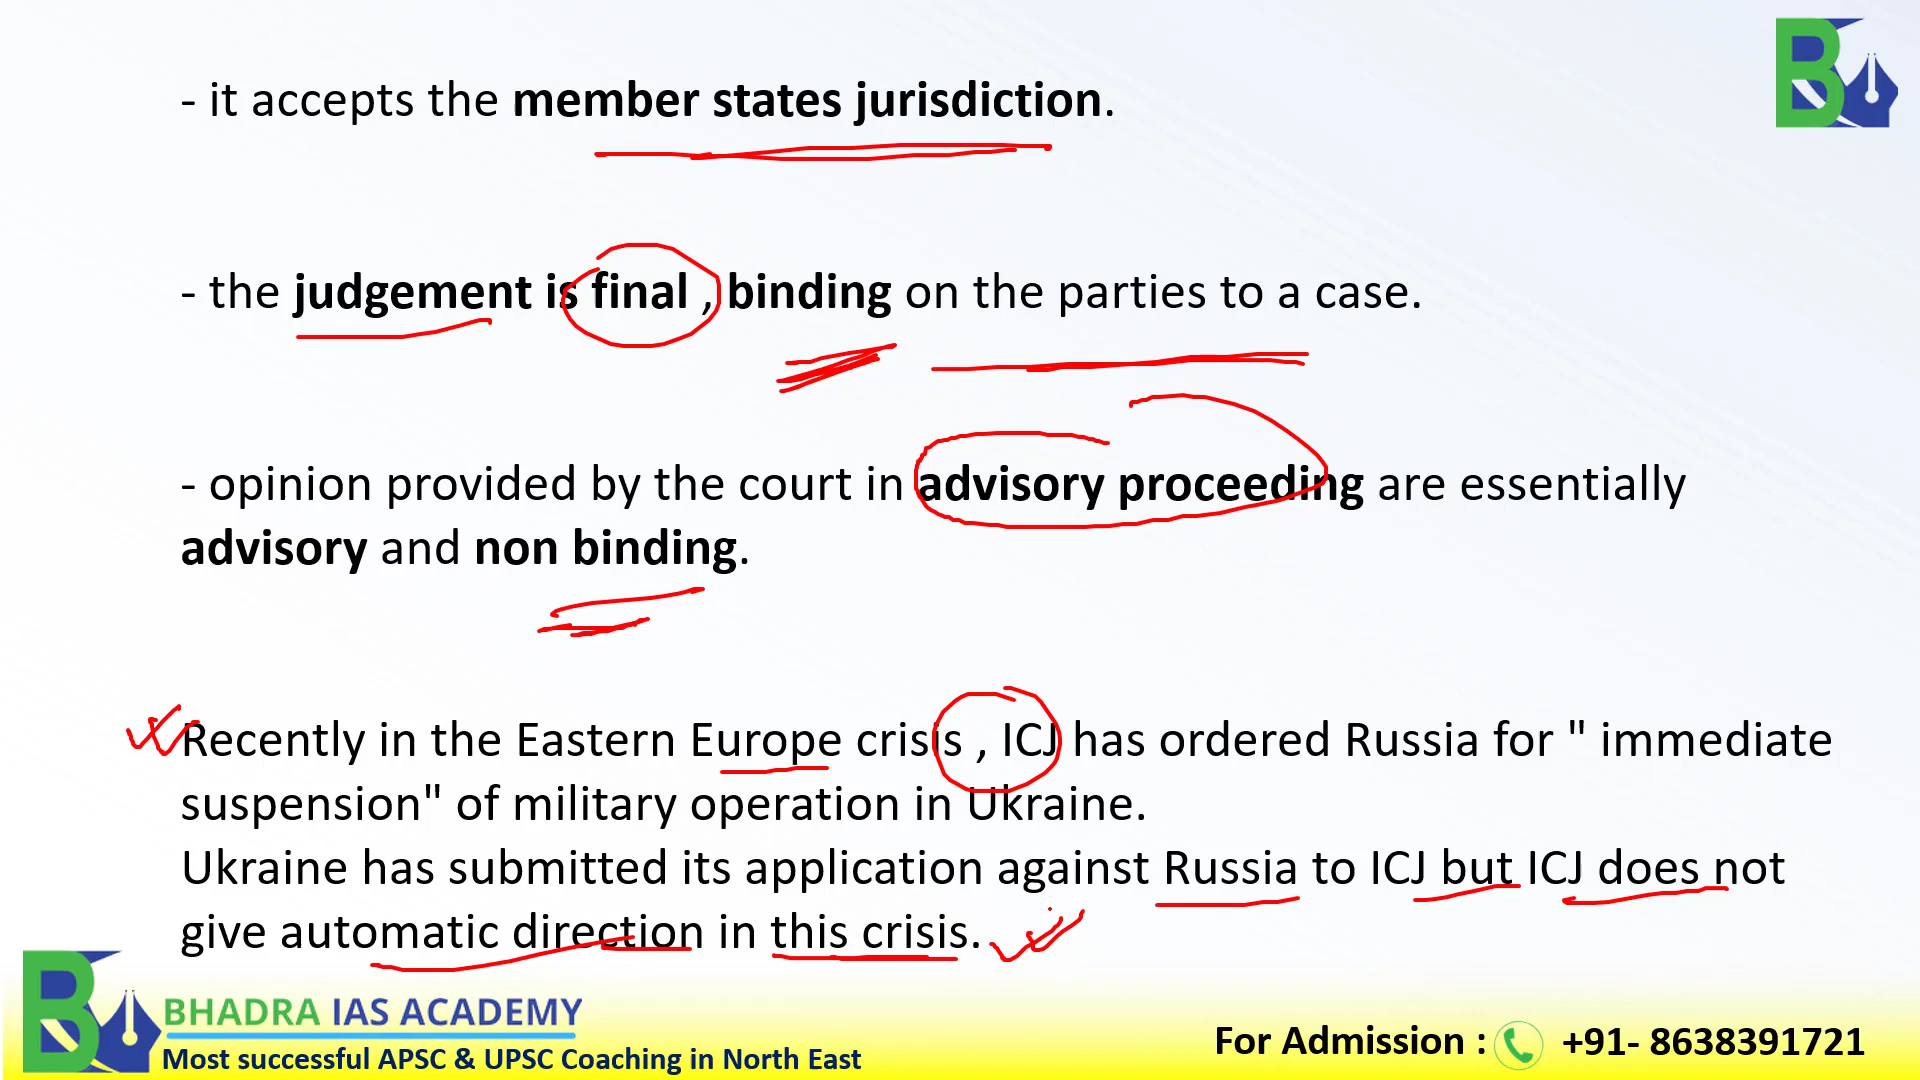 - it accepts the member states jurisdiction.
- the judgement is final , binding on the parties to a case.
- opinion provided by the court in advisory proceeding are essentially
advisory and non binding.
Recently in the Eastern Europe crisis , ICJ has ordered Russia for " immediate
suspension" of military operation in Ukraine.
Ukraine has submitted its application against Russia to ICJ but ICJ does not
give automatic direction in this crisis.
BHADRA IAS ACADEMY
Most successful APSC & UPSC Coaching in North East
For Admission : +91- 8638391721